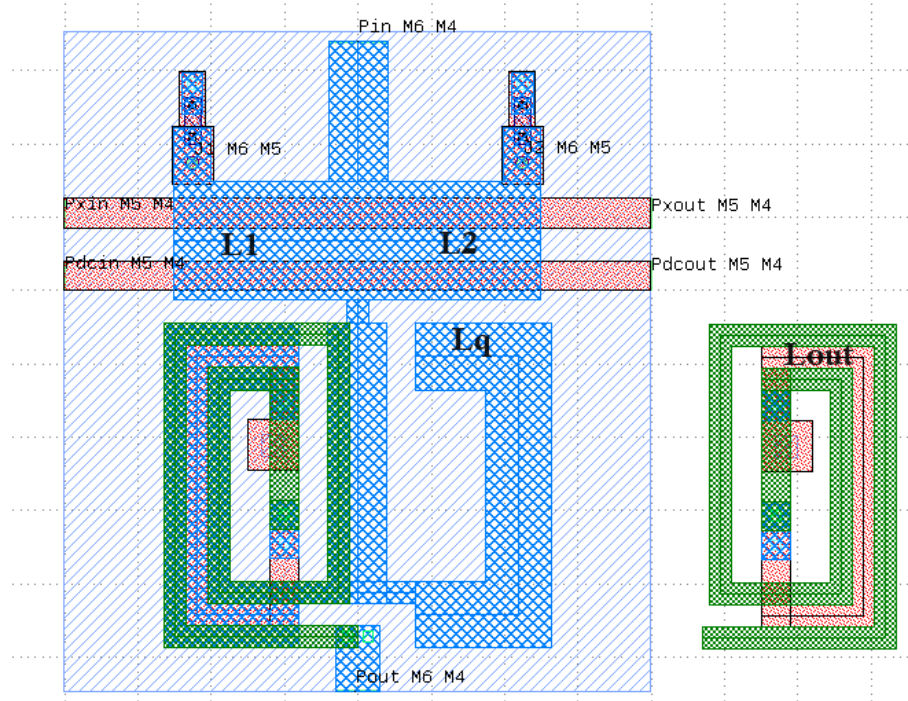 Pin M6 M4
J1 M6 M5
J2 M6 M5
Pxin M5 M4
Pxout M5 M4
L1
L2
Pdcin M5 M4
Pdcout M5 M4
Lq
Lout
Pout M6 M4